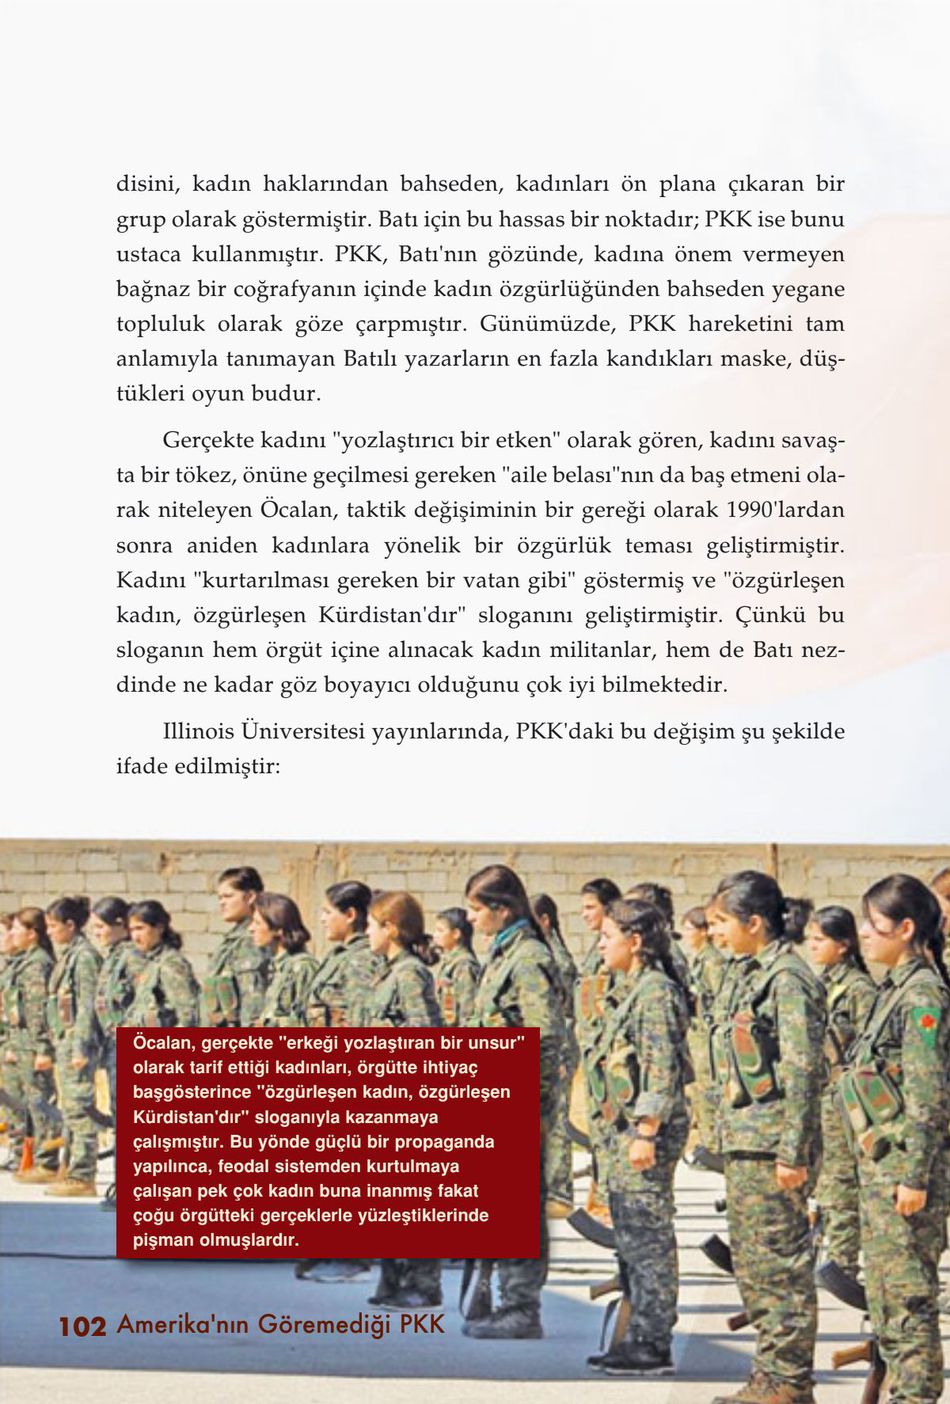 disini, kadın haklarından bahseden, kadınları ön plana çıkaran bir
grup olarak göstermiştir. Batı için bu hassas bir noktadır; PKK ise bunu
ustaca kullanmıştır. PKK, Batı'nın gözünde, kadına önem vermeyen
bağnaz bir coğrafyanın içinde kadın özgürlüğünden bahseden yegane
topluluk olarak göze çarpmıştır. Günümüzde, PKK hareketini tam
anlamıyla tanımayan Batılı yazarların en fazla kandıkları maske, düş-
tükleri oyun budur.
Gerçekte kadını "yozlaştırıcı bir etken" olarak gören, kadını savaş-
ta bir tökez, önüne geçilmesi gereken "aile belası"nın da baş etmeni ola-
rak niteleyen Öcalan, taktik değişiminin bir gereği olarak 1990'lardan
sonra aniden kadınlara yönelik bir özgürlük teması geliştirmiştir.
Kadını "kurtarılması gereken bir vatan gibi" göstermiş ve "özgürleşen
kadın, özgürleşen Kürdistan'dır" sloganını geliştirmiştir. Çünkü bu
sloganın hem örgüt içine alınacak kadın militanlar, hem de Batı nez-
dinde ne kadar göz boyayıcı olduğunu çok iyi bilmektedir.
Illinois Üniversitesi yayınlarında, PKK'daki bu değişim şu şekilde
ifade edilmiştir:
Öcalan, gerçekte "erkeği yozlaştıran bir unsur"
olarak tarif ettiği kadınları, örgütte ihtiyaç
başgösterince "özgürleşen kadın, özgürleşen
Kürdistan'dır" sloganıyla kazanmaya
çalışmıştır. Bu yönde güçlü bir propaganda
yapılınca, feodal sistemden kurtulmaya
çalışan pek çok kadın buna inanmış fakat
çoğu örgütteki gerçeklerle yüzleştiklerinde
pişman olmuşlardır.
102 Amerika'nın Göremediği PKK